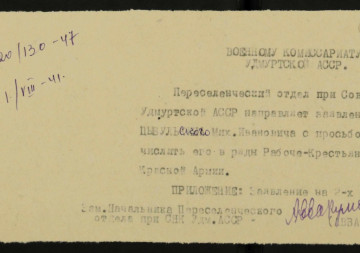 20/130-47
1/VIII-41.
ВОЕННОМУ КОМИССАРИАТУ
УДМУРТСКОЙ АССР.
Переселенческий отдел при Сов
Удмуртской АССР направляет заявлен
Мих. Ивановича с просьбо
числить его в ряды Рабоче-Крестьян
Красной Армии.
ПРИЛОЖЕНИЕ: Заявление на 2-х
Зам. Начальника Переселенческого
отдела при СНК Удм. АССР -